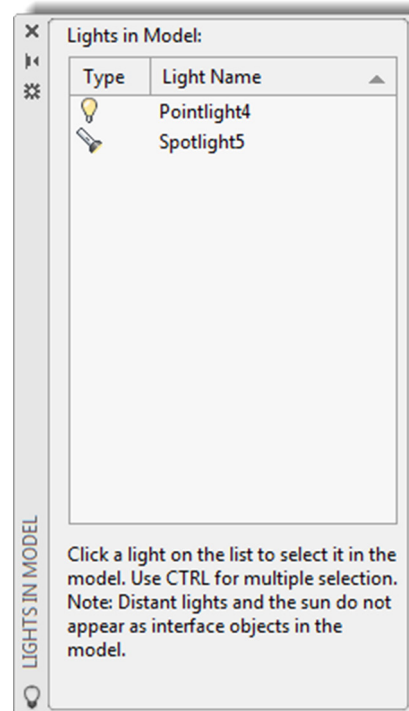 Lights in Model:
Type Light Name
Pointlight4
Spotlight5
Click a light on the list to select it in the
model. Use CTRL for multiple selection.
Note: Distant lights and the sun do not
appear as interface objects in the
model.
LIGHTS IN MODEL